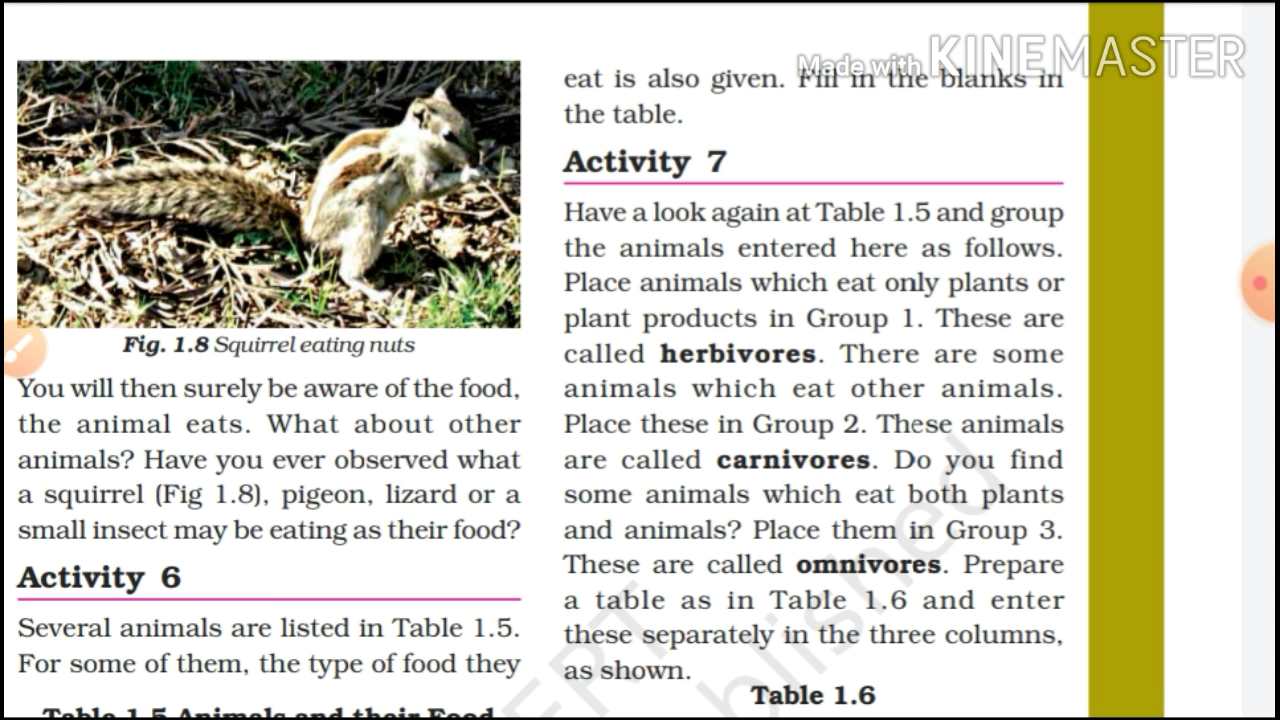 Made with KINEMASTER
Fig. 1.8 Squirrel eating nuts
You will then surely be aware of the food,
the animal eats. What about other
animals? Have you ever observed what
a squirrel (Fig 1.8), pigeon, lizard or a
small insect may be eating as their food?
Activity 6
Several animals are listed in Table 1.5.
For some of them, the type of food they
Table 1.5 Animals and their Food
eat is also given. Fill in the blanks in
the table.
Activity 7
Have a look again at Table 1.5 and group
the animals entered here as follows.
Place animals which eat only plants or
plant products in Group 1. These are
called herbivores. There are some
animals which eat other animals.
Place these in Group 2. These animals
are called carnivores. Do you find
some animals which eat both plants
and animals? Place them in Group 3.
These are called omnivores. Prepare
a table as in Table 1.6 and enter
these separately in the three columns,
as shown.
Table 1.6